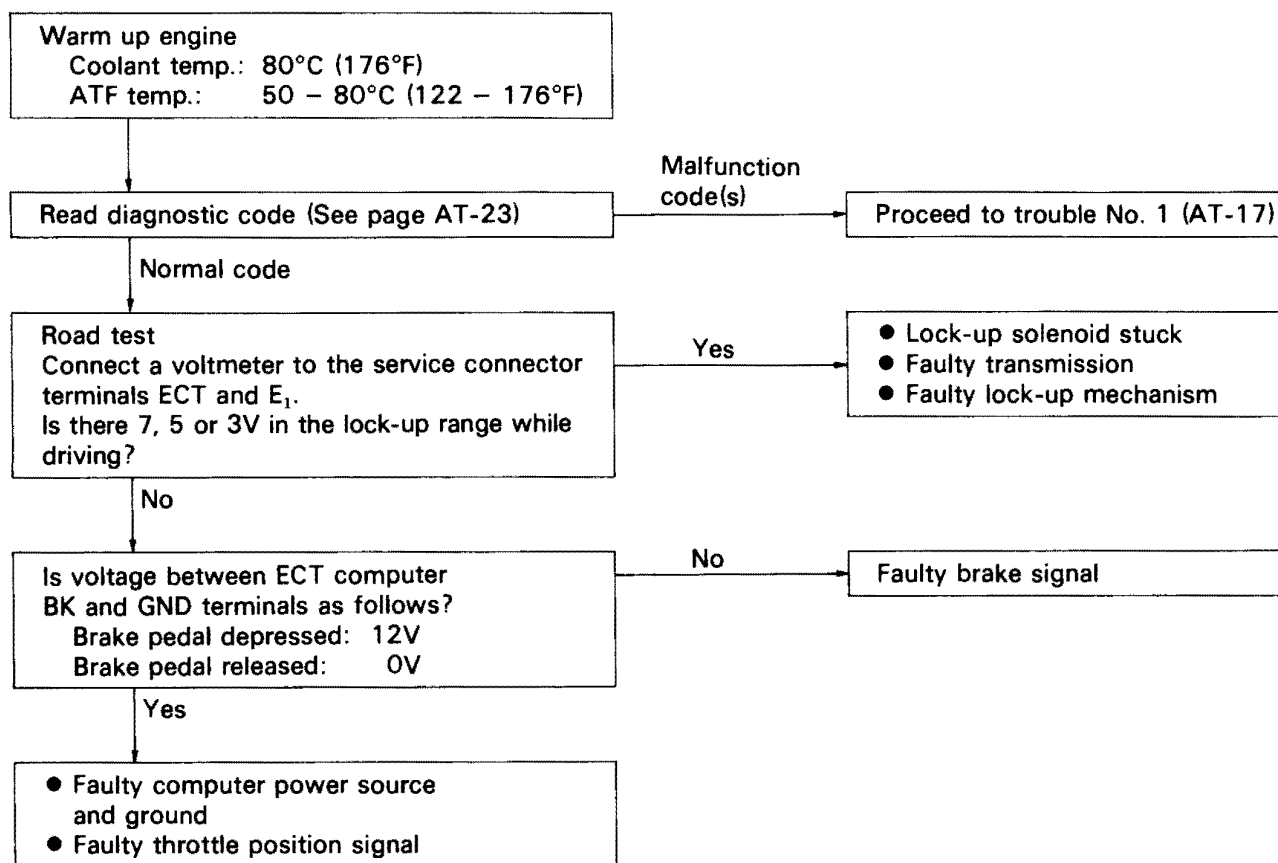 Warm up engine
Coolant temp.: 80°C (176°F)
ATF temp.: 50 – 80°C (122 – 176°F)
Malfunction
code(s)
Read diagnostic code (See page AT-23)
Proceed to trouble No. 1 (AT-17)
Normal code
Road test
Connect a voltmeter to the service connector
terminals ECT and E₁.
Is there 7, 5 or 3V in the lock-up range while
driving?
Yes
● Lock-up solenoid stuck
● Faulty transmission
● Faulty lock-up mechanism
No
Is voltage between ECT computer
BK and GND terminals as follows?
Brake pedal depressed: 12V
Brake pedal released: 0V
No
Faulty brake signal
Yes
● Faulty computer power source
and ground
● Faulty throttle position signal